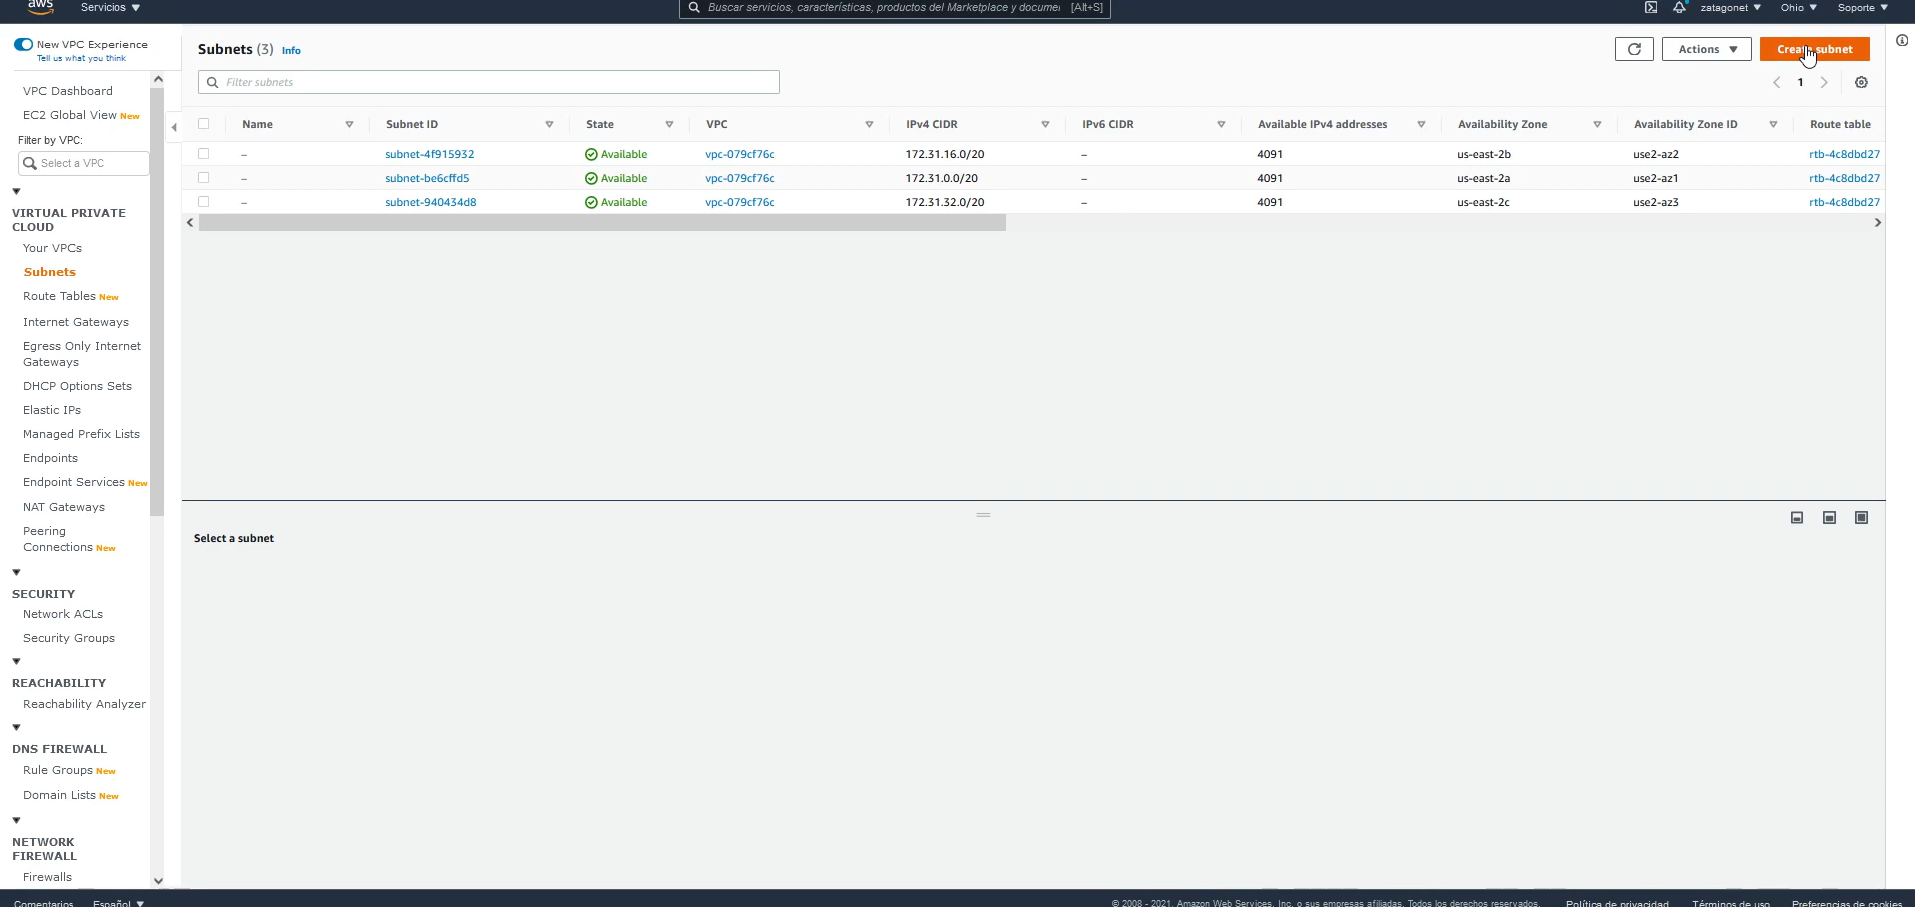 aws
Servicios ▼
Buscar servicios, características, productos del Marketplace y documen [Alt+S]
zatagonet ▼
Ohio ▼
Soporte ▼
New VPC Experience
Tell us what you think
VPC Dashboard
EC2 Global View New
Filter by VPC:
Select a VPC
VIRTUAL PRIVATE
CLOUD
Your VPCs
Subnets
Route Tables New
Internet Gateways
Egress Only Internet
Gateways
DHCP Options Sets
Elastic IPs
Managed Prefix Lists
Endpoints
Endpoint Services New
NAT Gateways
Peering
Connections New
SECURITY
Network ACLs
Security Groups
REACHABILITY
Reachability Analyzer
DNS FIREWALL
Rule Groups New
Domain Lists New
NETWORK
FIREWALL
Firewalls
Subnets (3) Info
Actions ▼
Create subnet
Filter subnets
1
Name Subnet ID State VPC IPv4 CIDR IPv6 CIDR Available IPv4 addresses Availability Zone Availability Zone ID Route table
– subnet-4f915932 Available vpc-079cf76c 172.31.16.0/20 – 4091 us-east-2b use2-az2 rtb-4c8dbd27
– subnet-be6cffd5 Available vpc-079cf76c 172.31.0.0/20 – 4091 us-east-2a use2-az1 rtb-4c8dbd27
– subnet-940434d8 Available vpc-079cf76c 172.31.32.0/20 – 4091 us-east-2c use2-az3 rtb-4c8dbd27
Select a subnet
Comentarios
Español ▼
© 2008 - 2021, Amazon Web Services, Inc. o sus empresas afiliadas. Todos los derechos reservados.
Política de privacidad
Términos de uso
Preferencias de cookies